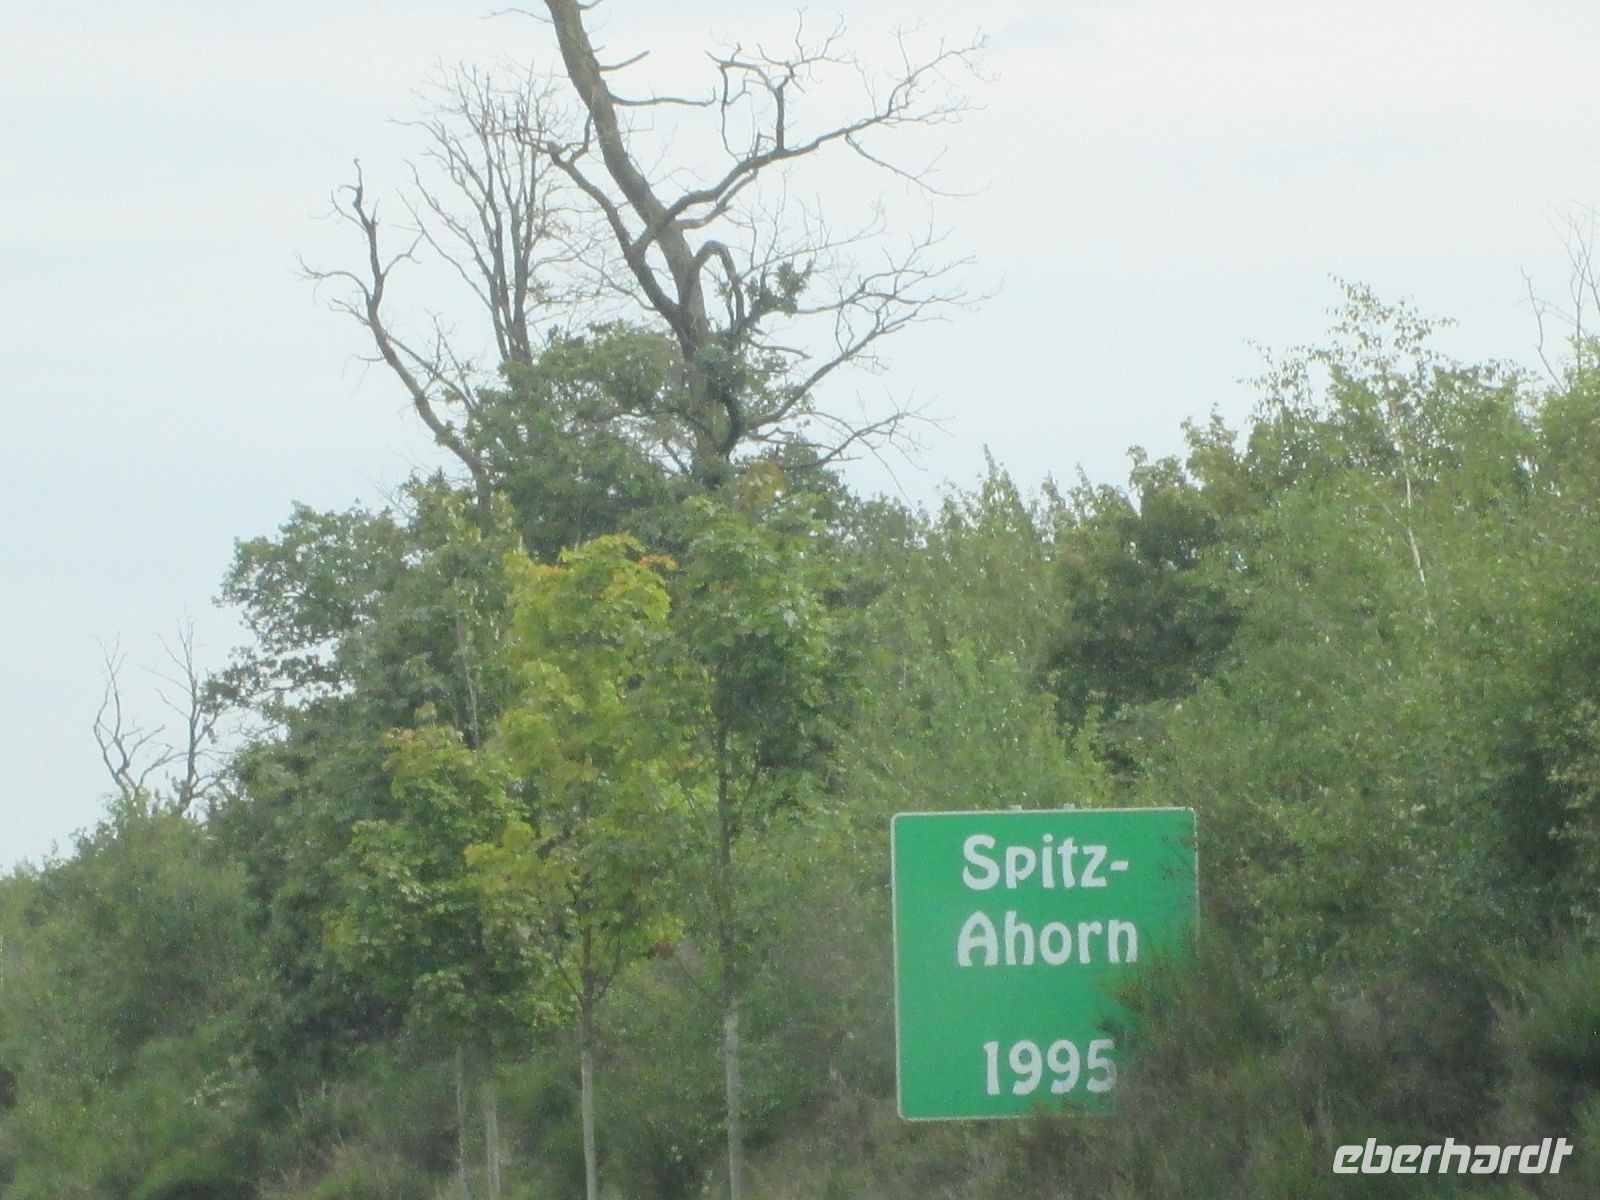 Spitz-
Ahorn
1995
eberhardt